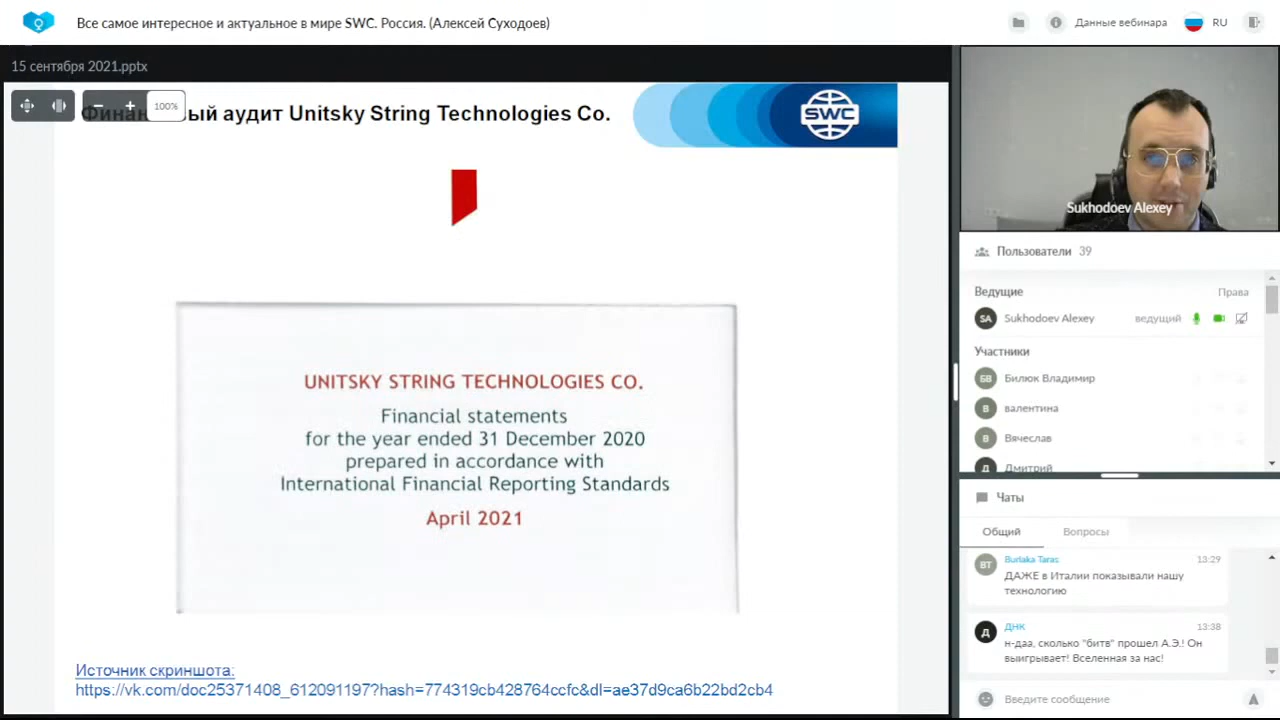 Все самое интересное и актуальное в мире SWC. Россия. (Алексей Суходоев)
Данные вебинара
RU
15 сентября 2021.pptx
100%
ый аудит Unitsky String Technologies Co.
SWC
UNITSKY STRING TECHNOLOGIES CO.
Financial statements
for the year ended 31 December 2020
prepared in accordance with
International Financial Reporting Standards
April 2021
Источник скриншота:
https://vk.com/doc25371408_612091197?hash=774319cb428764ccfc&dl=ae37d9ca6b22bd2cb4
Sukhodoev Alexey
Пользователи 39
Ведущие Права
SA Sukhodoev Alexey ведущий
Участники
БВ Билюк Владимир
В валентина
В Вячеслав
Д Дмитрий
Чаты
Общий Вопросы
BT Burlaka Taras 13:29
ДАЖЕ в Италии показывали нашу
технологию
Д ДНК 13:38
н-даа, сколько "битв" прошел А.Э.! Он
выигрывает! Вселенная за нас!
Введите сообщение